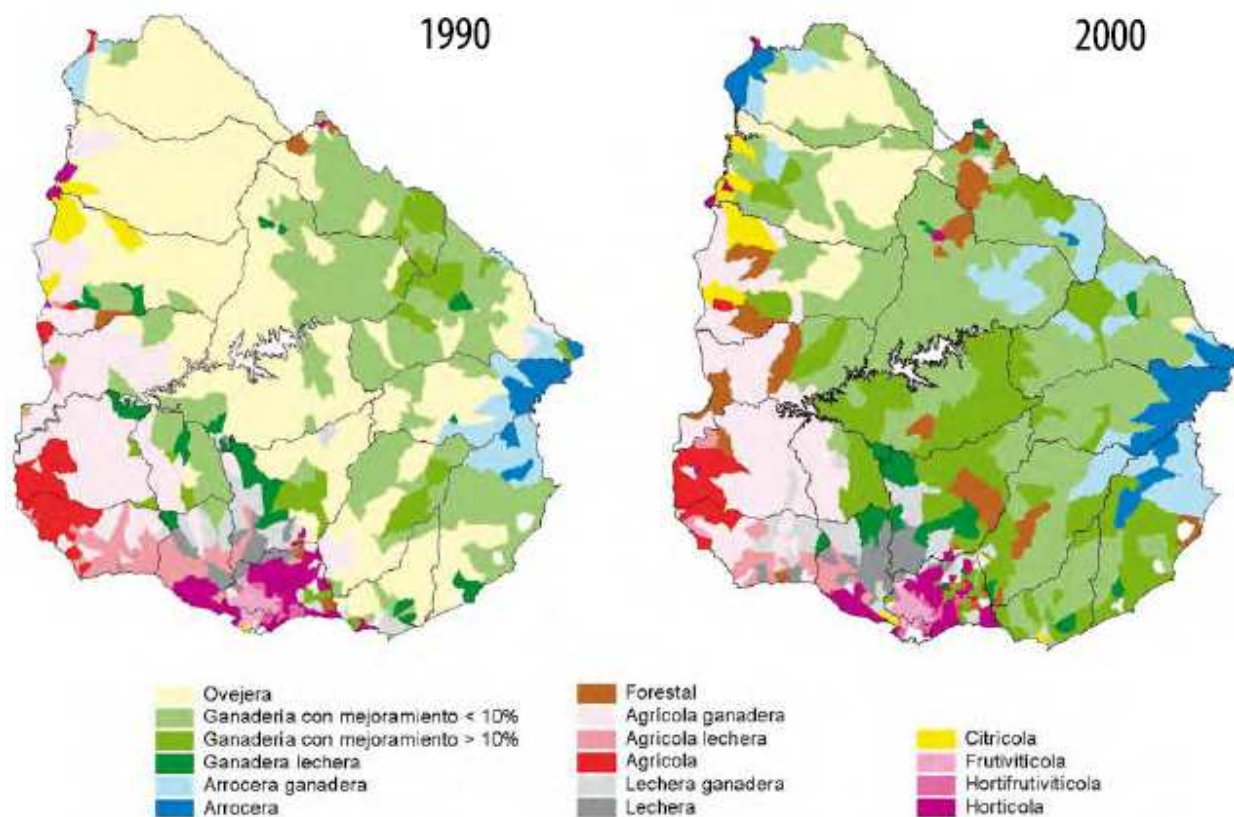 1990
2000
Ovejera
Ganadería con mejoramiento < 10%
Ganadería con mejoramiento > 10%
Ganadera lechera
Arrocera ganadera
Arrocera
Forestal
Agrícola ganadera
Agrícola lechera
Agrícola
Lechera ganadera
Lechera
Citrícola
Frutivitícola
Hortifrutivitícola
Hortícola